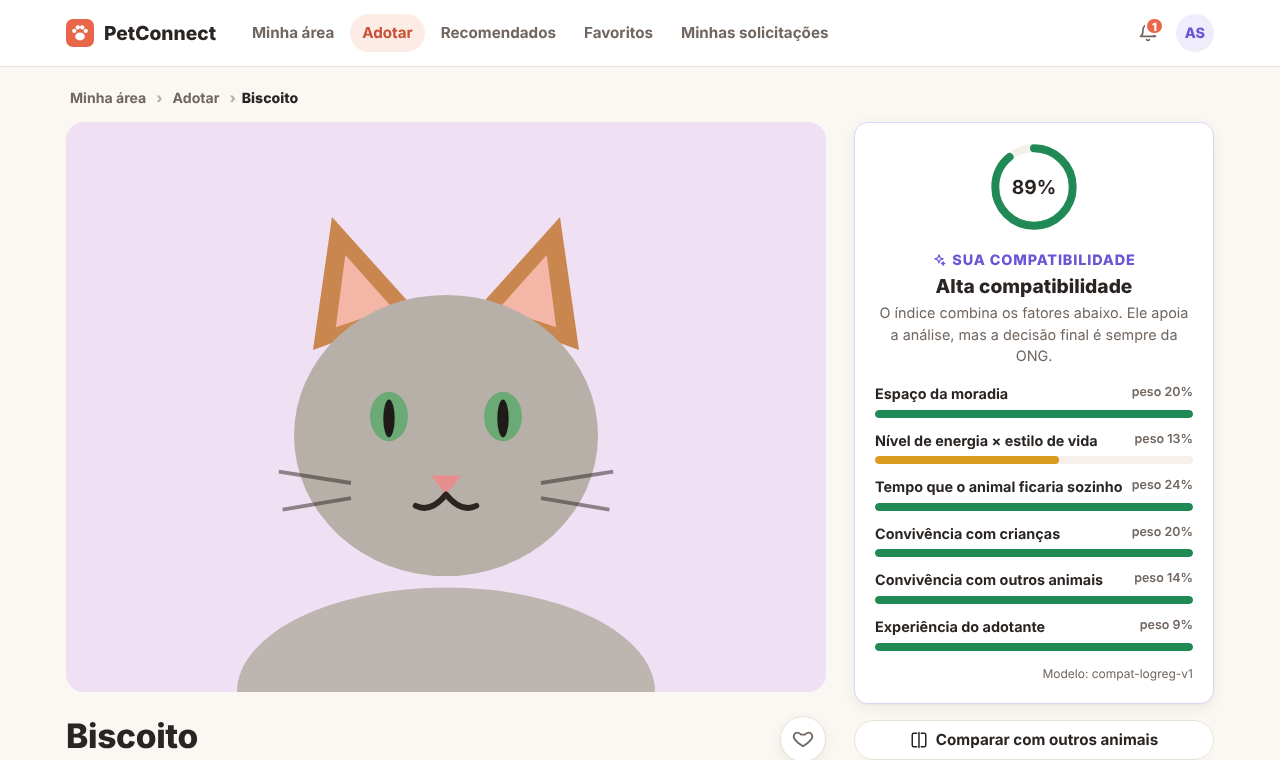 PetConnect
Minha área
Adotar
Recomendados
Favoritos
Minhas solicitações
1
AS
Minha área › Adotar › Biscoito
89%
SUA COMPATIBILIDADE
Alta compatibilidade
O índice combina os fatores abaixo. Ele apoia
a análise, mas a decisão final é sempre da
ONG.
Espaço da moradia peso 20%
Nível de energia × estilo de vida peso 13%
Tempo que o animal ficaria sozinho peso 24%
Convivência com crianças peso 20%
Convivência com outros animais peso 14%
Experiência do adotante peso 9%
Modelo: compat-logreg-v1
Biscoito
Comparar com outros animais